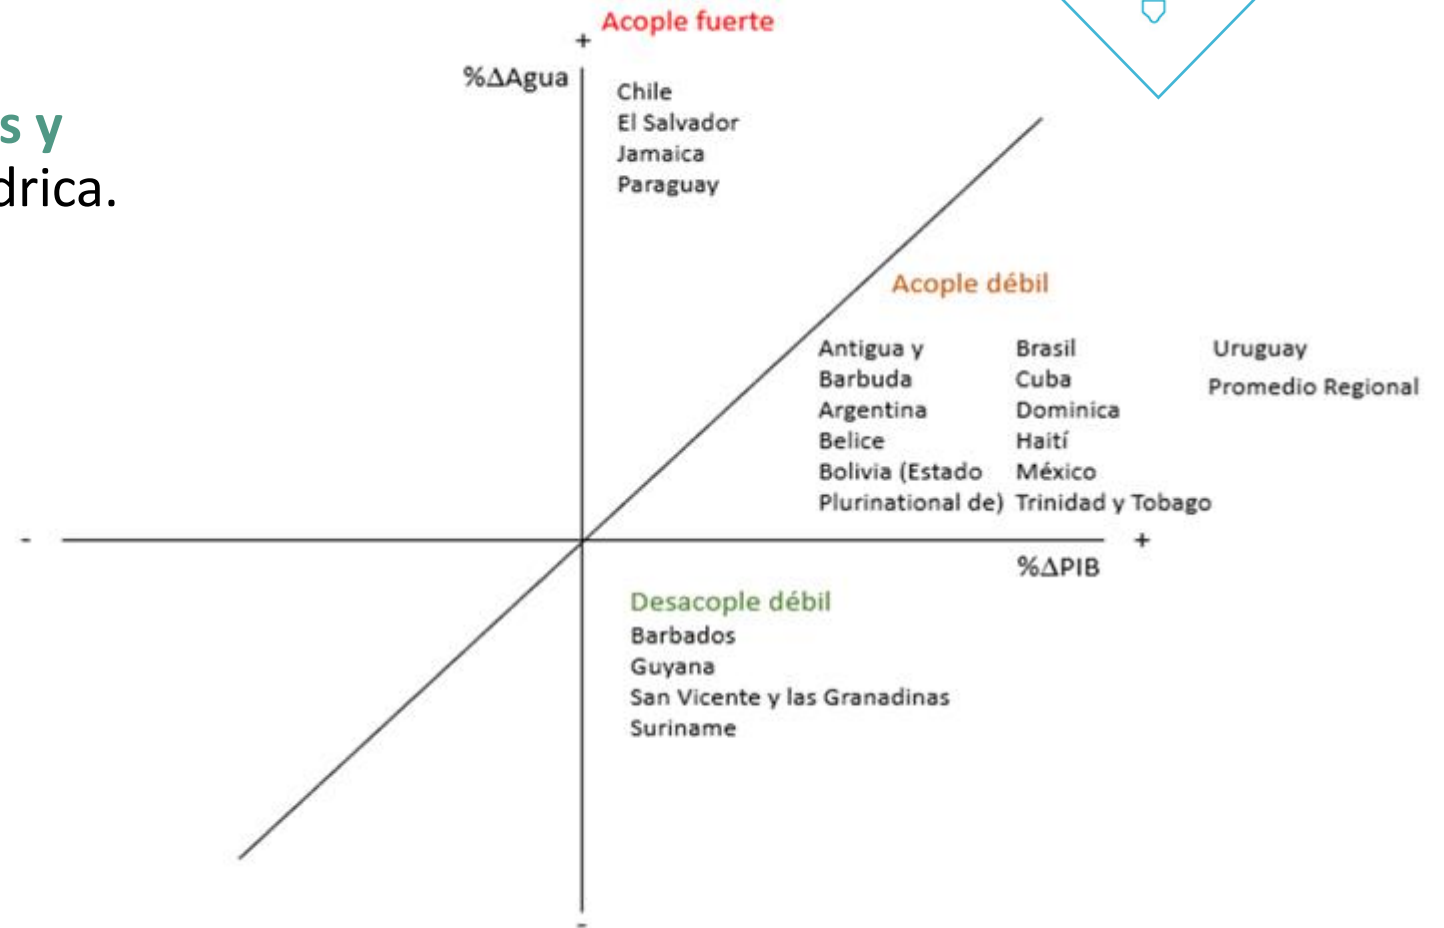 s y
drica.
Acople fuerte
+
%ΔAgua
Chile
El Salvador
Jamaica
Paraguay
Acople débil
Antigua y
Barbuda
Argentina
Belice
Bolivia (Estado
Plurinational de)
Brasil
Cuba
Dominica
Haití
México
Trinidad y Tobago
Uruguay
Promedio Regional
-
+
%ΔPIB
Desacople débil
Barbados
Guyana
San Vicente y las Granadinas
Suriname
-